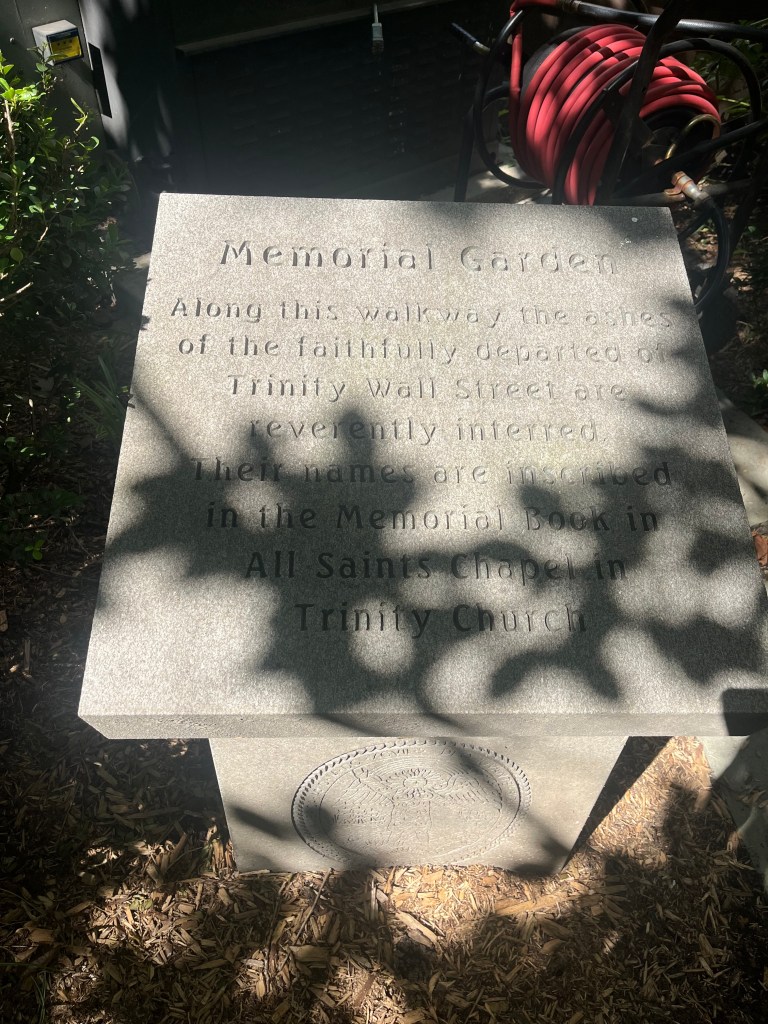 Memorial Garden
Along this walkway the ashes
of the faithfully departed of
Trinity Wall Street are
reverently interred.
Their names are inscribed
in the Memorial Book in
All Saints Chapel in
Trinity Church